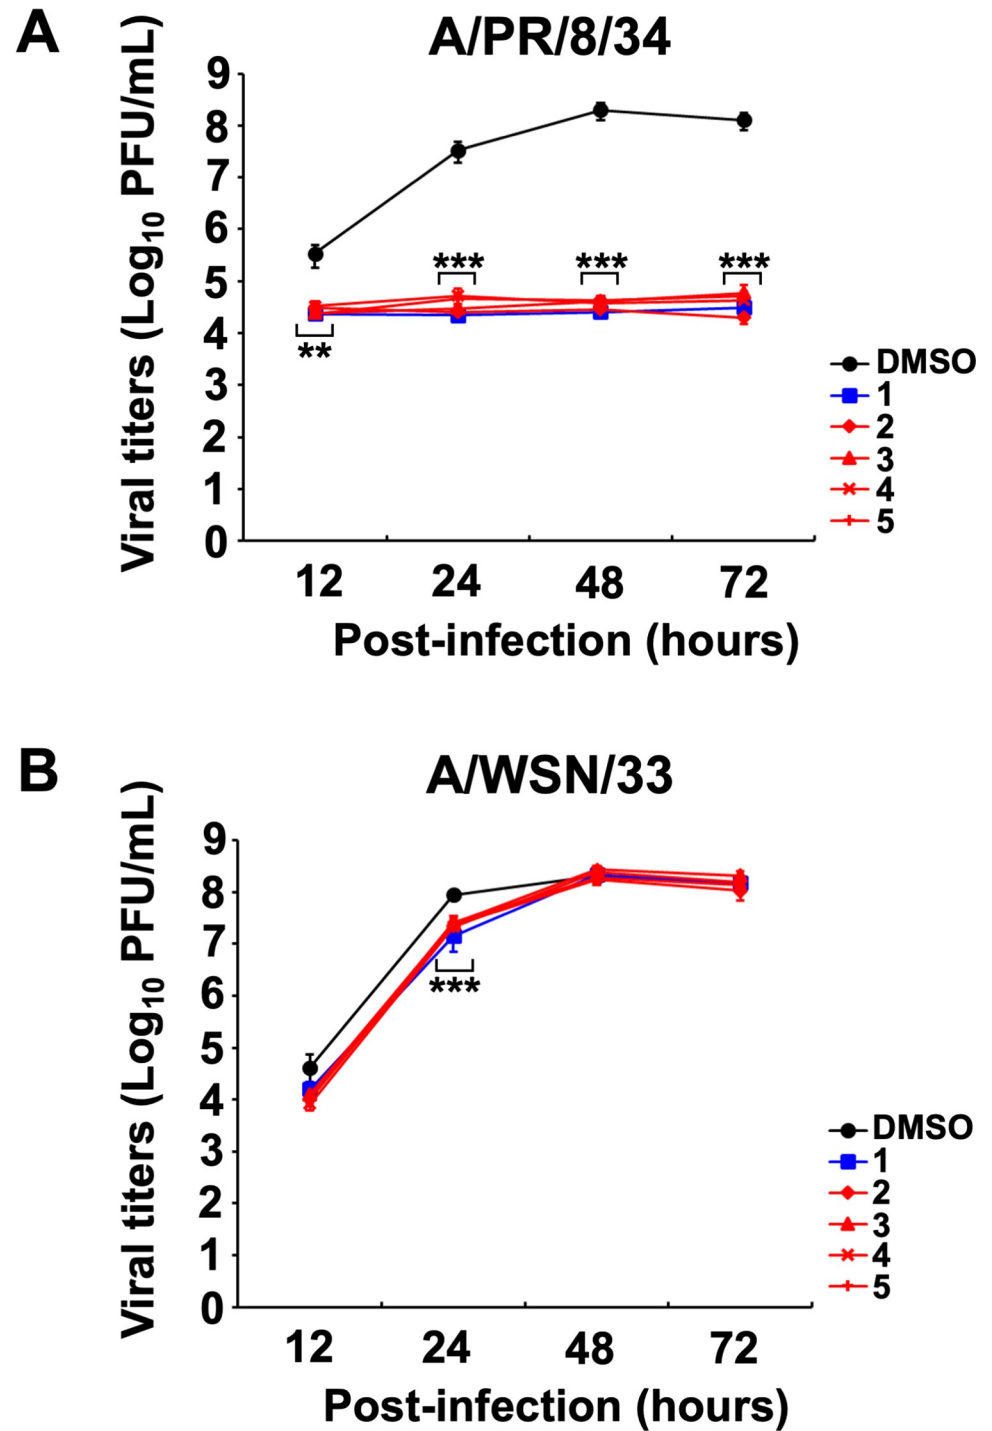 A
A/PR/8/34
Viral titers (Log10 PFU/mL)
9
8
7
6
5
4
3
2
1
0
*** *** ***
**
DMSO
1
2
3
4
5
12 24 48 72
Post-infection (hours)
B
A/WSN/33
Viral titers (Log10 PFU/mL)
9
8
7
6
5
4
3
2
1
0
***
DMSO
1
2
3
4
5
12 24 48 72
Post-infection (hours)